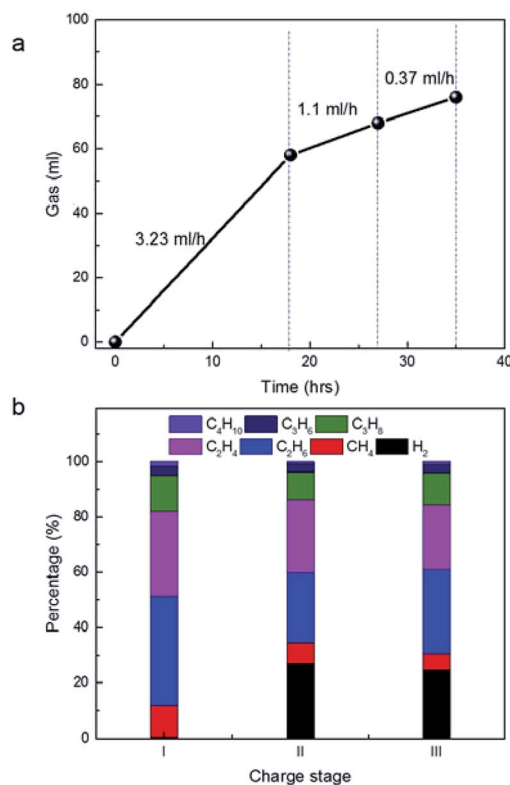 a
100
80
60
40
20
0
Gas (ml)
3.23 ml/h
1.1 ml/h
0.37 ml/h
0 10 20 30 40
Time (hrs)
b
C₄H₁₀ C₃H₆ C₃H₈
C₂H₄ C₂H₆ CH₄ H₂
100
80
60
40
20
0
Percentage (%)
I II III
Charge stage